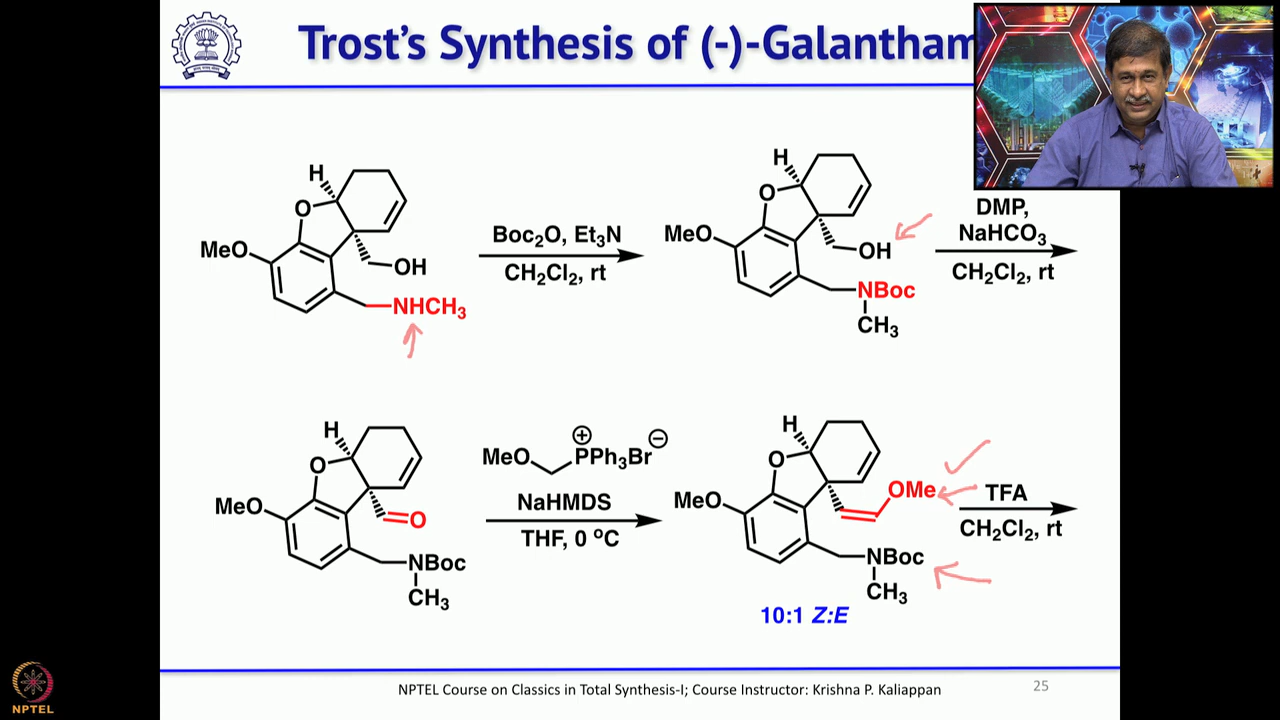 Trost's Synthesis of (-)-Galantham
H
O
MeO
OH
NHCH3
Boc2O, Et3N
CH2Cl2, rt
H
O
MeO
OH
NBoc
CH3
DMP,
NaHCO3
CH2Cl2, rt
H
O
MeO
O
NBoc
CH3
MeO PPh3Br
NaHMDS
THF, 0 °C
H
O
MeO
OMe
NBoc
CH3
10:1 Z:E
TFA
CH2Cl2, rt
NPTEL
NPTEL Course on Classics in Total Synthesis-I; Course Instructor: Krishna P. Kaliappan
25